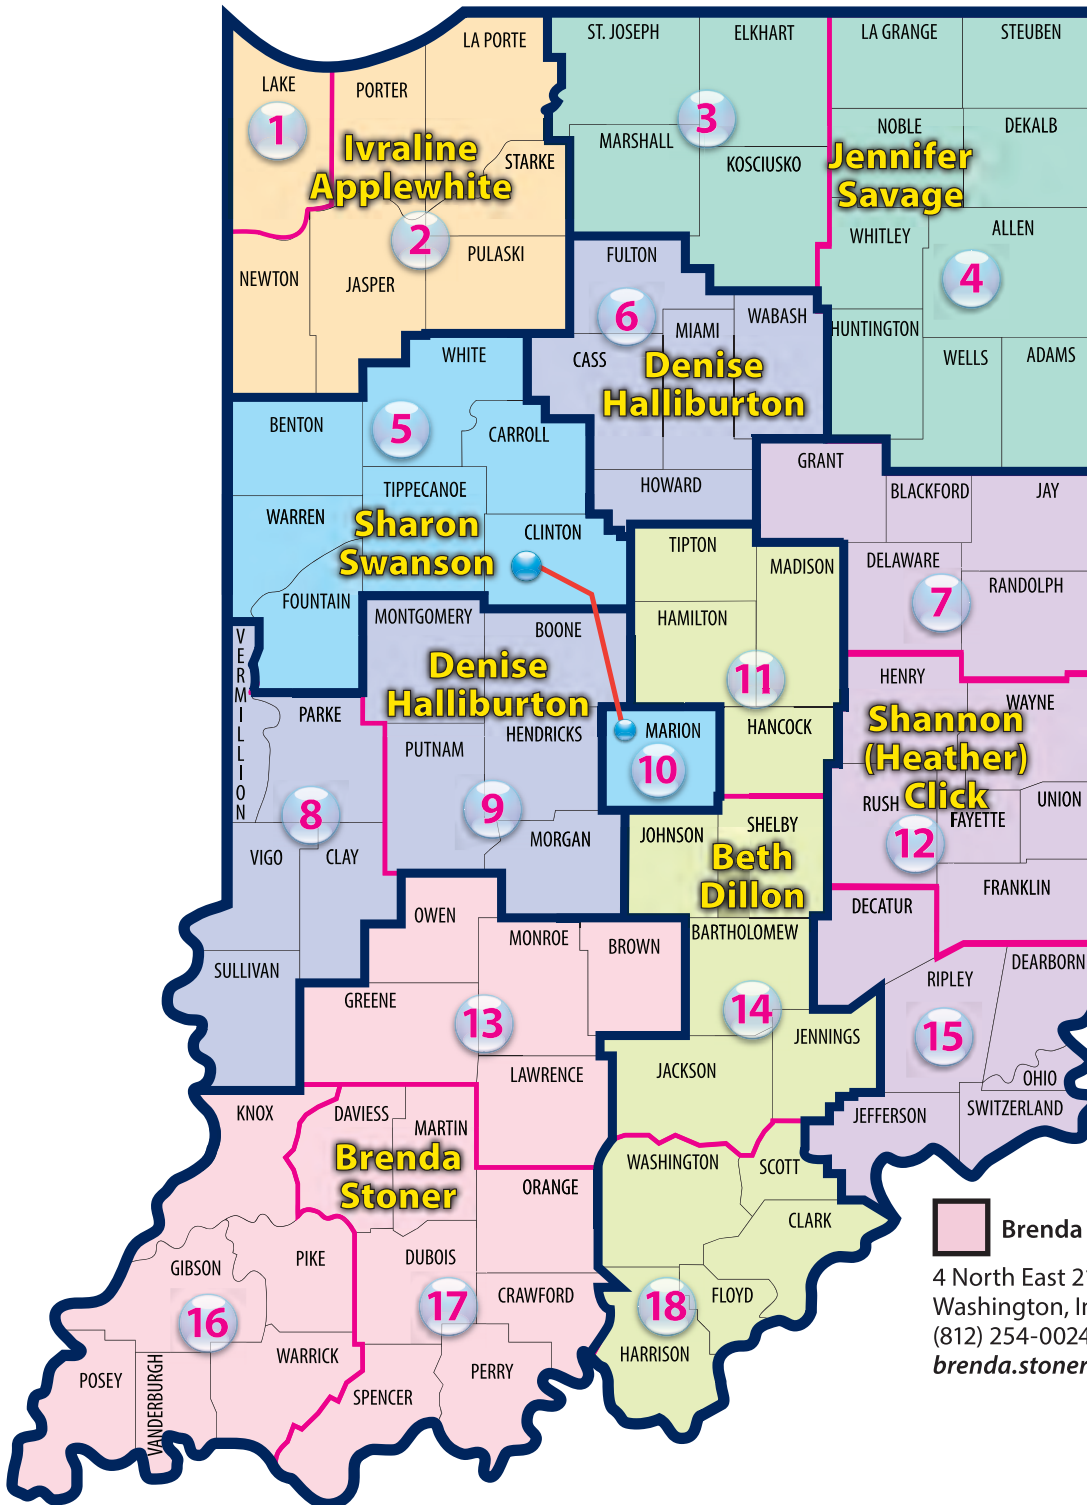 LA PORTE
ST. JOSEPH
ELKHART
LA GRANGE
STEUBEN
LAKE
PORTER
1
3
NOBLE
DEKALB
MARSHALL
Ivraline
Applewhite
STARKE
KOSCIUSKO
Jennifer
Savage
2
PULASKI
WHITLEY
ALLEN
NEWTON
JASPER
FULTON
4
6
MIAMI
WABASH
HUNTINGTON
WHITE
CASS
Denise
Halliburton
WELLS
ADAMS
BENTON
5
CARROLL
GRANT
HOWARD
BLACKFORD
JAY
TIPPECANOE
WARREN
Sharon
Swanson
CLINTON
TIPTON
MADISON
DELAWARE
RANDOLPH
7
FOUNTAIN
MONTGOMERY
BOONE
HAMILTON
VERMILLION
Denise
Halliburton
11
HENRY
WAYNE
PARKE
HENDRICKS
MARION
HANCOCK
Shannon
(Heather)
Click
PUTNAM
10
RUSH
FAYETTE
UNION
8
9
MORGAN
JOHNSON
SHELBY
12
VIGO
CLAY
Beth
Dillon
FRANKLIN
OWEN
MONROE
BROWN
BARTHOLOMEW
DECATUR
SULLIVAN
RIPLEY
DEARBORN
GREENE
13
14
15
JENNINGS
LAWRENCE
JACKSON
OHIO
KNOX
DAVIESS
MARTIN
JEFFERSON
SWITZERLAND
Brenda
Stoner
WASHINGTON
SCOTT
ORANGE
CLARK
Brenda
GIBSON
PIKE
DUBOIS
CRAWFORD
FLOYD
4 North East 2
Washington, In
(812) 254-0024
brenda.stoner
16
17
18
HARRISON
WARRICK
POSEY
VANDERBURGH
SPENCER
PERRY